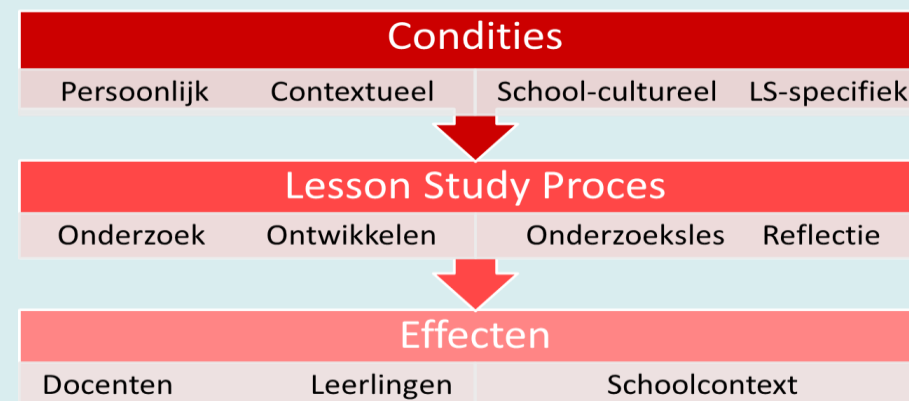 Condities
Persoonlijk Contextueel School-cultureel LS-specifiek
Lesson Study Proces
Onderzoek Ontwikkelen Onderzoeksles Reflectie
Effecten
Docenten Leerlingen Schoolcontext